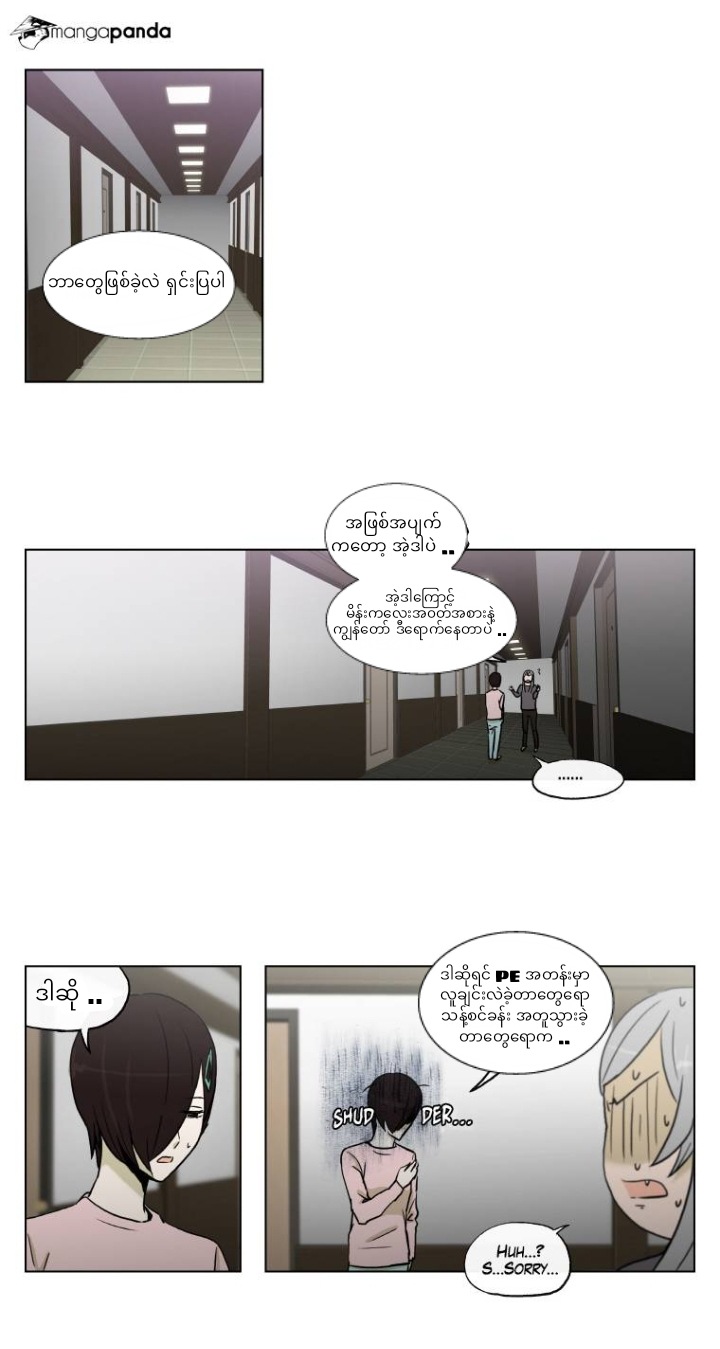 mangapanda
ဘာတွေဖြစ်ခဲ့လဲ ရှင်းပြပါ
အဖြစ်အပျက်
ကတော့ အဲ့ဒါပဲ ..
အဲ့ဒါကြောင့်
မိန်းကလေးအဝတ်အစားနဲ့
ကျွန်တော် ဒီရောက်နေတာပဲ ..
......
ဒါဆို ..
ဒါဆိုရင် PE အတန်းမှာ
လူချင်းလဲခဲ့တာတွေရော
သန့်စင်ခန်း အတူသွားခဲ့
တာတွေရောက ..
SHUDDER...
HUH...?
S...SORRY...